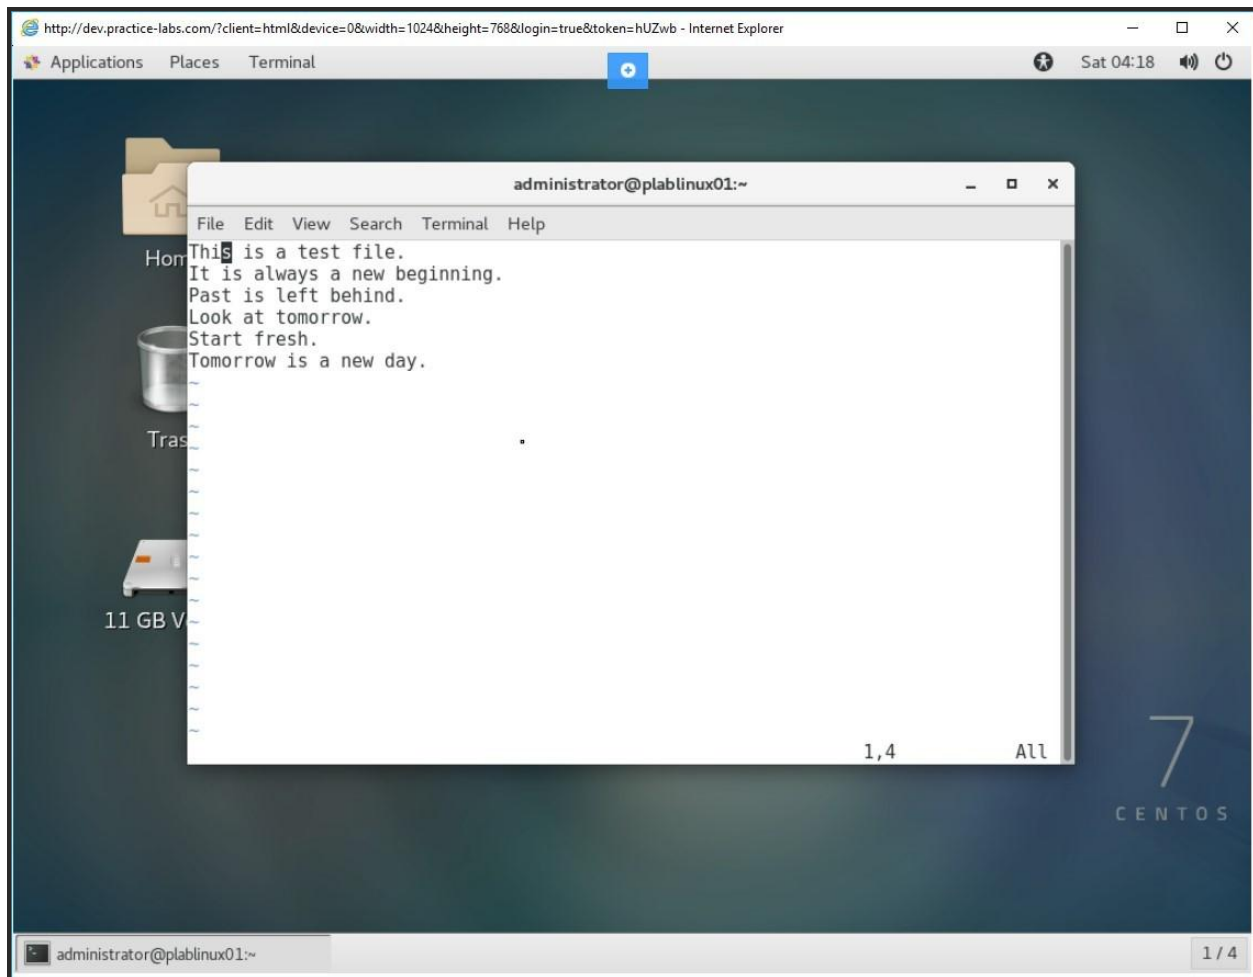 http://dev.practice-labs.com/?client=html&device=0&width=1024&height=768&login=true&token=hUZwb - Internet Explorer
Applications Places Terminal Sat 04:18
administrator@plablinux01:~
File Edit View Search Terminal Help
Hom
This is a test file.
It is always a new beginning.
Past is left behind.
Look at tomorrow.
Start fresh.
Tomorrow is a new day.
~
~
~
Tras
~
~
~
~
~
~
~
~
11 GB V
~
~
~
~
~
~
1,4 All
7
CENTOS
administrator@plablinux01:~ 1 / 4